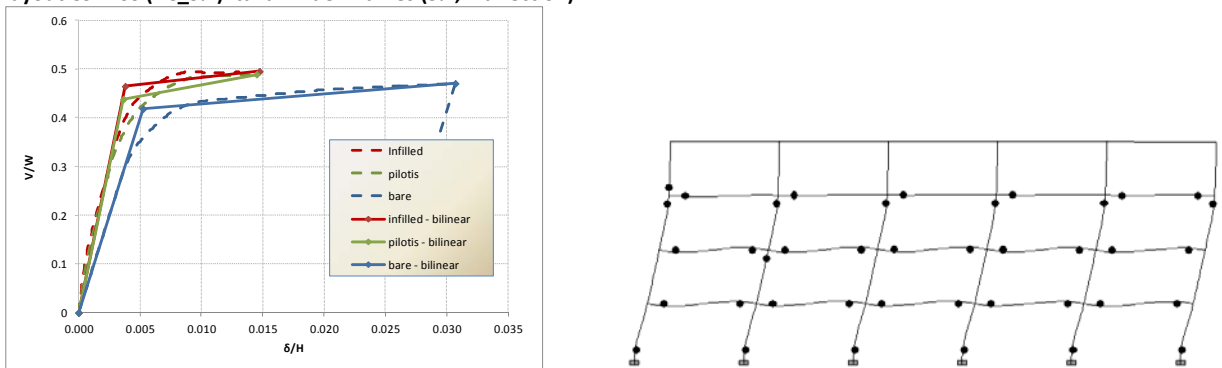 0.6
0.5
0.4
0.3
0.2
0.1
0
V/W
Infilled
pilotis
bare
infilled - bilinear
pilotis - bilinear
bare - bilinear
0.000 0.005 0.010 0.015 0.020 0.025 0.030 0.035
δ/H